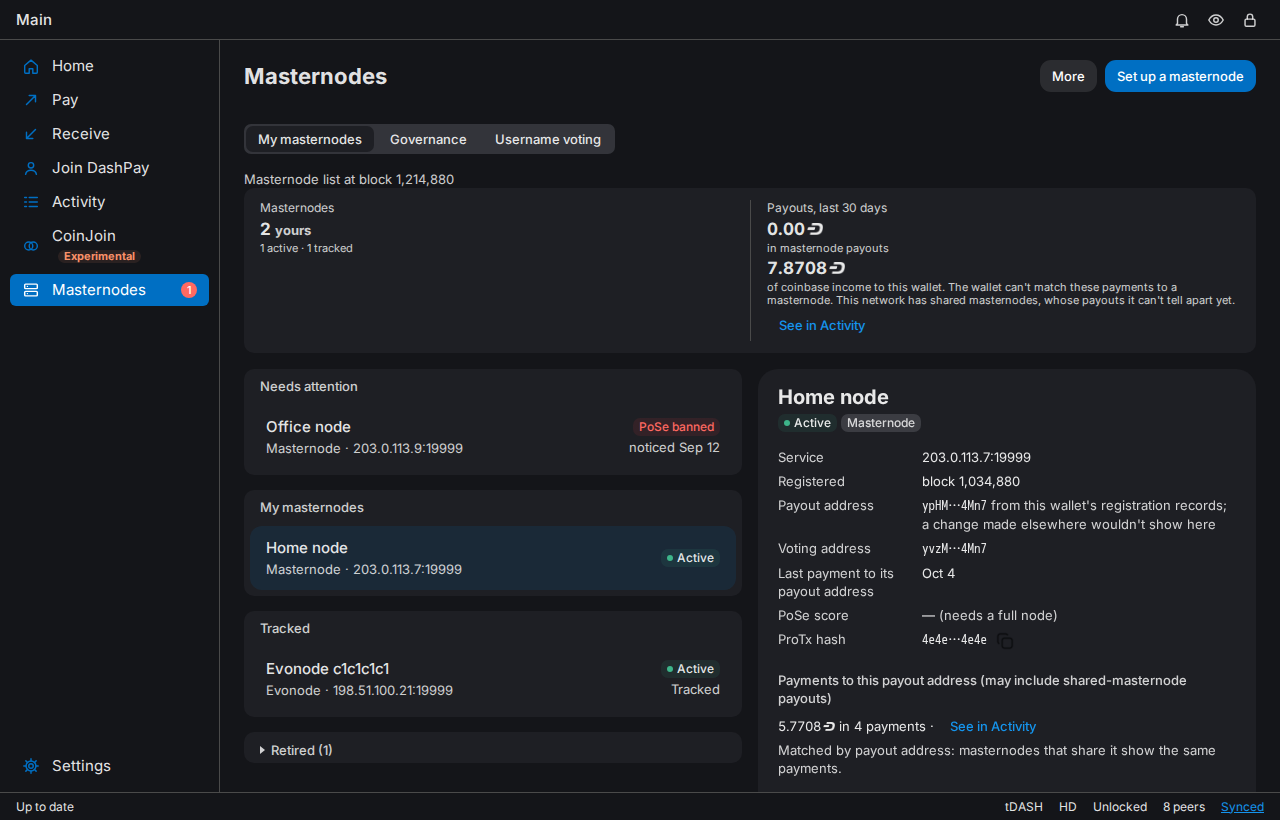 Main
Home
Pay
Receive
Join DashPay
Activity
CoinJoin
Experimental
Masternodes
1
Settings
Masternodes
More
Set up a masternode
My masternodes
Governance
Username voting
Masternode list at block 1,214,880
Masternodes
2 yours
1 active · 1 tracked
Payouts, last 30 days
0.00
in masternode payouts
7.8708
of coinbase income to this wallet. The wallet can't match these payments to a
masternode. This network has shared masternodes, whose payouts it can't tell apart yet.
See in Activity
Needs attention
Office node
PoSe banned
Masternode · 203.0.113.9:19999
noticed Sep 12
My masternodes
Home node
Active
Masternode · 203.0.113.7:19999
Tracked
Evonode c1c1c1c1
Active
Evonode · 198.51.100.21:19999
Tracked
Retired (1)
Home node
Active
Masternode
Service 203.0.113.7:19999
Registered block 1,034,880
Payout address ypHM⋯4Mn7 from this wallet's registration records;
a change made elsewhere wouldn't show here
Voting address yvzM⋯4Mn7
Last payment to its Oct 4
payout address
PoSe score — (needs a full node)
ProTx hash 4e4e⋯4e4e
Payments to this payout address (may include shared-masternode
payouts)
5.7708 in 4 payments · See in Activity
Matched by payout address: masternodes that share it show the same
payments.
Up to date
tDASH
HD
Unlocked
8 peers
Synced